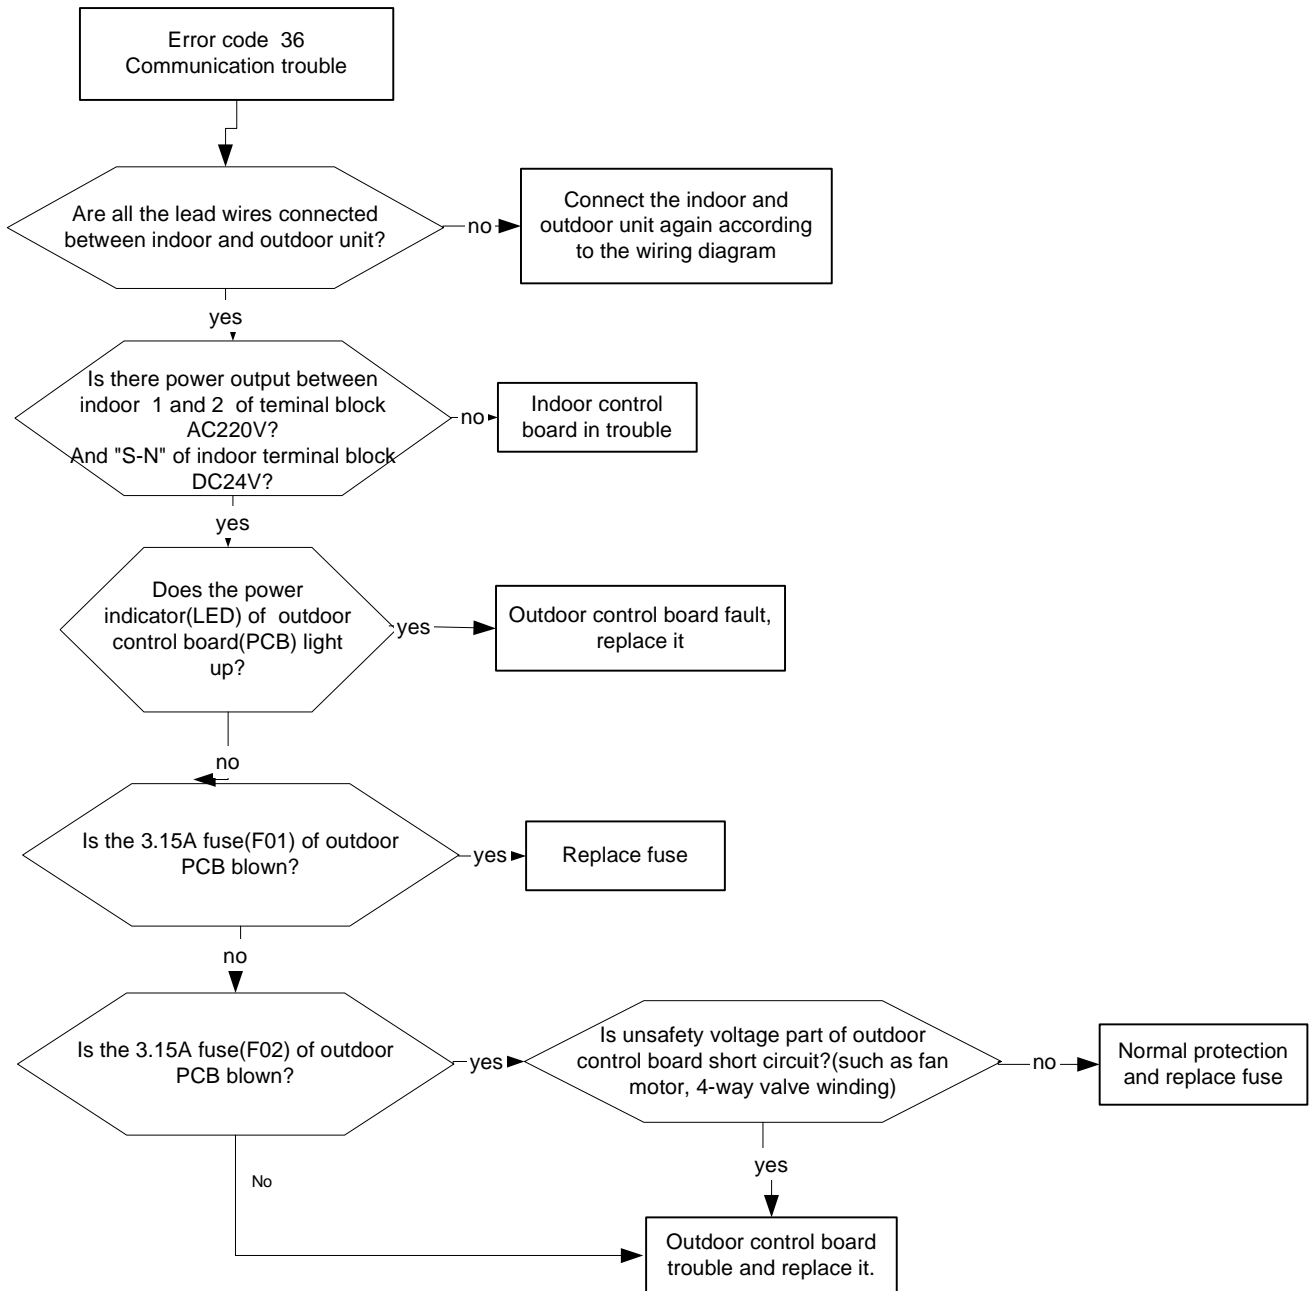 Error code 36
Communication trouble
Are all the lead wires connected
between indoor and outdoor unit?
no
Connect the indoor and
outdoor unit again according
to the wiring diagram
yes
Is there power output between
indoor 1 and 2 of teminal block
AC220V?
And "S-N" of indoor terminal block
DC24V?
no
Indoor control
board in trouble
yes
Does the power
indicator(LED) of outdoor
control board(PCB) light
up?
yes
Outdoor control board fault,
replace it
no
Is the 3.15A fuse(F01) of outdoor
PCB blown?
yes
Replace fuse
no
Is the 3.15A fuse(F02) of outdoor
PCB blown?
yes
Is unsafety voltage part of outdoor
control board short circuit?(such as fan
motor, 4-way valve winding)
no
Normal protection
and replace fuse
yes
No
Outdoor control board
trouble and replace it.